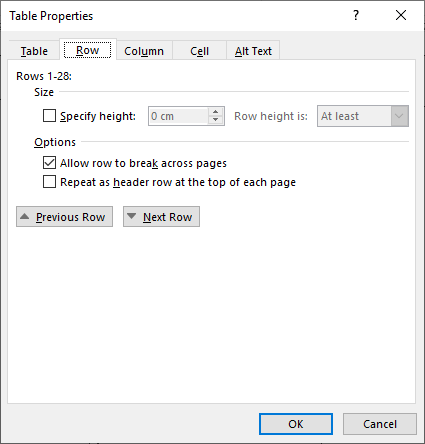 Table Properties
? 
Table Row Column Cell Alt Text
Rows 1-28:
Size
Specify height: 0 cm Row height is: At least
Options
Allow row to break across pages
Repeat as header row at the top of each page
Previous Row Next Row
OK Cancel